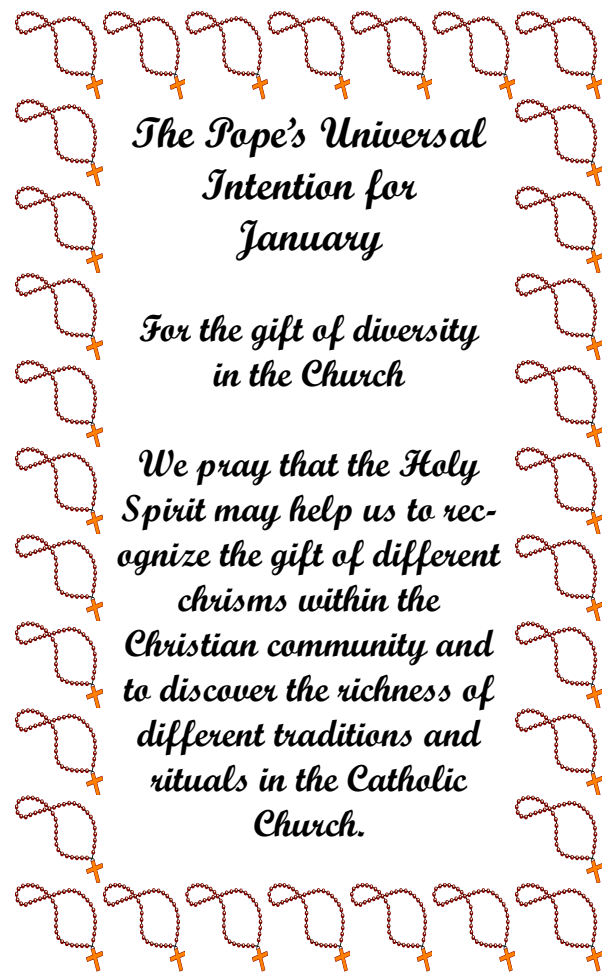 The Pope's Universal
Intention for
January
For the gift of diversity
in the Church
We pray that the Holy
Spirit may help us to rec-
ognize the gift of different
chrisms within the
Christian community and
to discover the richness of
different traditions and
rituals in the Catholic
Church.